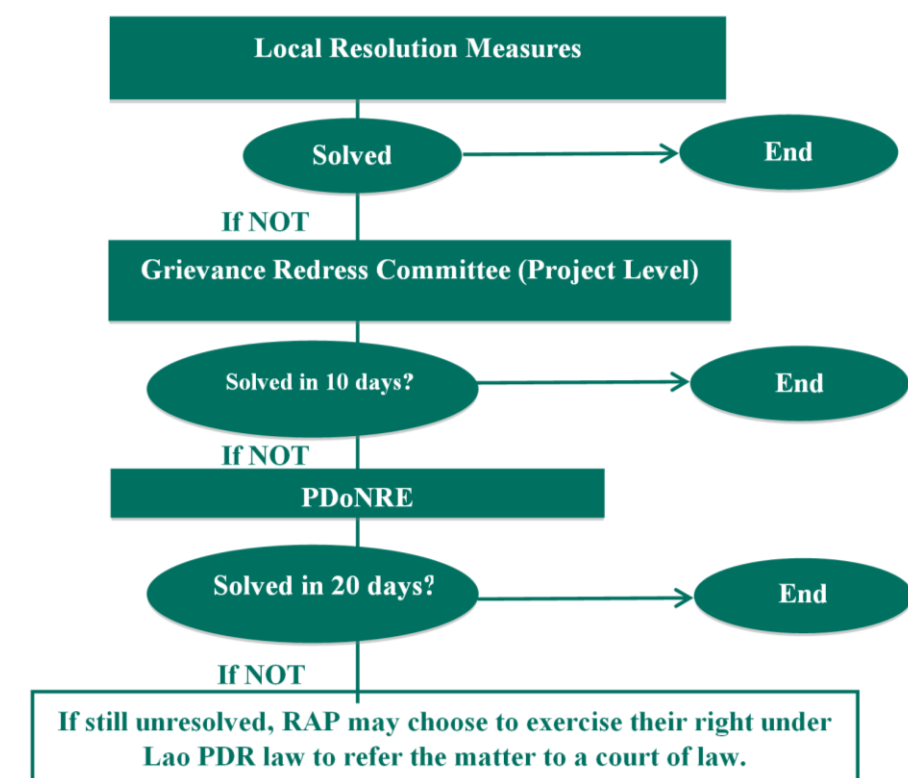 Local Resolution Measures
Solved
End
If NOT
Grievance Redress Committee (Project Level)
Solved in 10 days?
End
If NOT
PDoNRE
Solved in 20 days?
End
If NOT
If still unresolved, RAP may choose to exercise their right under
Lao PDR law to refer the matter to a court of law.